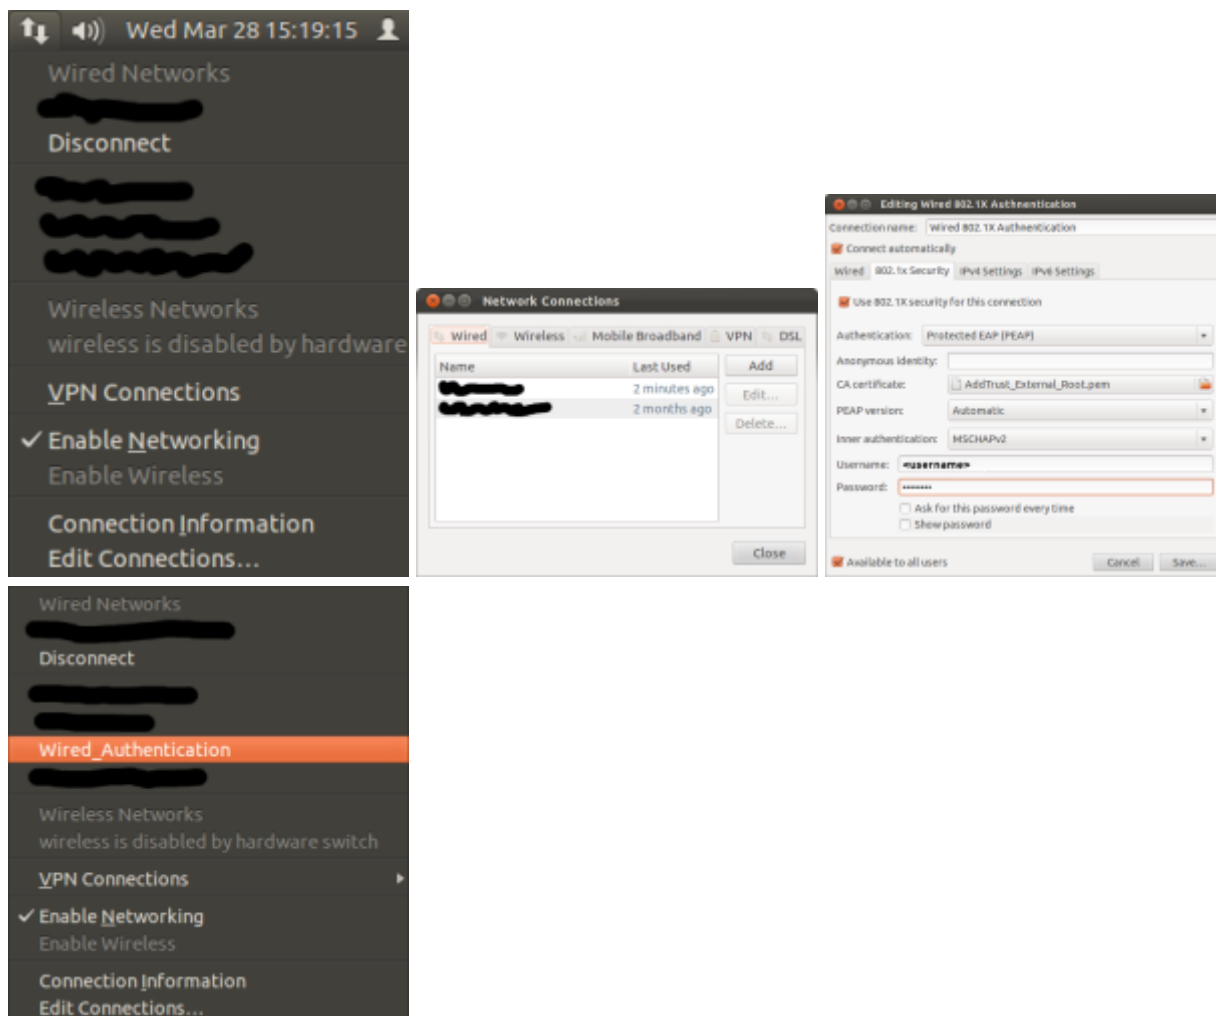 Wed Mar 28 15:19:15
Wired Networks
Disconnect
Wireless Networks
wireless is disabled by hardware
VPN Connections
Enable Networking
Enable Wireless
Connection Information
Edit Connections...
Network Connections
Wired Wireless Mobile Broadband VPN DSL
Name Last Used Add
2 minutes ago Edit...
2 months ago
Delete...
Close
Editing Wired 802.1X Authnentication
Connection name: Wired 802.1X Authnentication
Connect automatically
Wired 802.1x Security IPv4 Settings IPv6 Settings
Use 802.1X security for this connection
Authentication: Protected EAP (PEAP)
Anonymous identity:
CA certificate: AddTrust_External_Root.pem
PEAP version: Automatic
Inner authentication: MSCHAPv2
Username: <username>
Password: •••••••
Ask for this password every time
Show password
Available to all users Cancel Save...
Wired Networks
Disconnect
Wired_Authentication
Wireless Networks
wireless is disabled by hardware switch
VPN Connections
Enable Networking
Enable Wireless
Connection Information
Edit Connections...